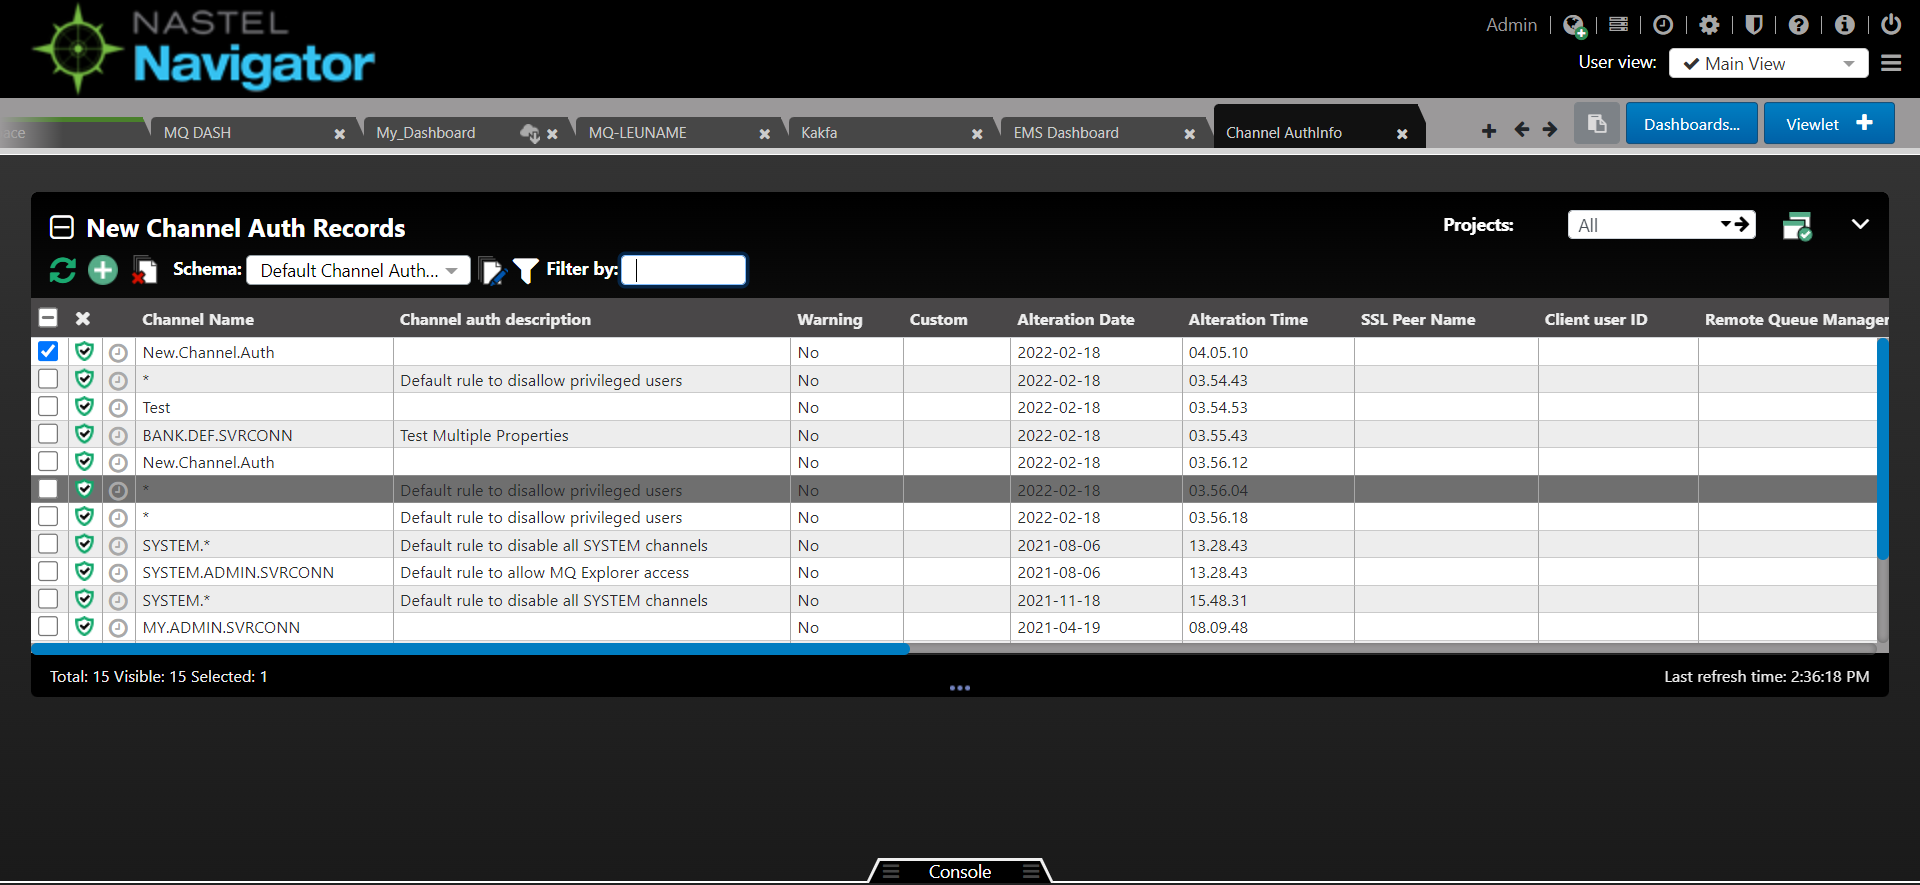 NASTEL
Navigator
Admin
User view:
Main View
ace
MQ DASH
My_Dashboard
MQ-LEUNAME
Kakfa
EMS Dashboard
Channel AuthInfo
Dashboards...
Viewlet
New Channel Auth Records
Projects:
All
Schema:
Default Channel Auth...
Filter by:
Channel Name Channel auth description Warning Custom Alteration Date Alteration Time SSL Peer Name Client user ID Remote Queue Manager
New.Channel.Auth No 2022-02-18 04.05.10
* Default rule to disallow privileged users No 2022-02-18 03.54.43
Test No 2022-02-18 03.54.53
BANK.DEF.SVRCONN Test Multiple Properties No 2022-02-18 03.55.43
New.Channel.Auth No 2022-02-18 03.56.12
* Default rule to disallow privileged users No 2022-02-18 03.56.04
* Default rule to disallow privileged users No 2022-02-18 03.56.18
SYSTEM.* Default rule to disable all SYSTEM channels No 2021-08-06 13.28.43
SYSTEM.ADMIN.SVRCONN Default rule to allow MQ Explorer access No 2021-08-06 13.28.43
SYSTEM.* Default rule to disable all SYSTEM channels No 2021-11-18 15.48.31
MY.ADMIN.SVRCONN No 2021-04-19 08.09.48
Total: 15 Visible: 15 Selected: 1
Last refresh time: 2:36:18 PM
Console